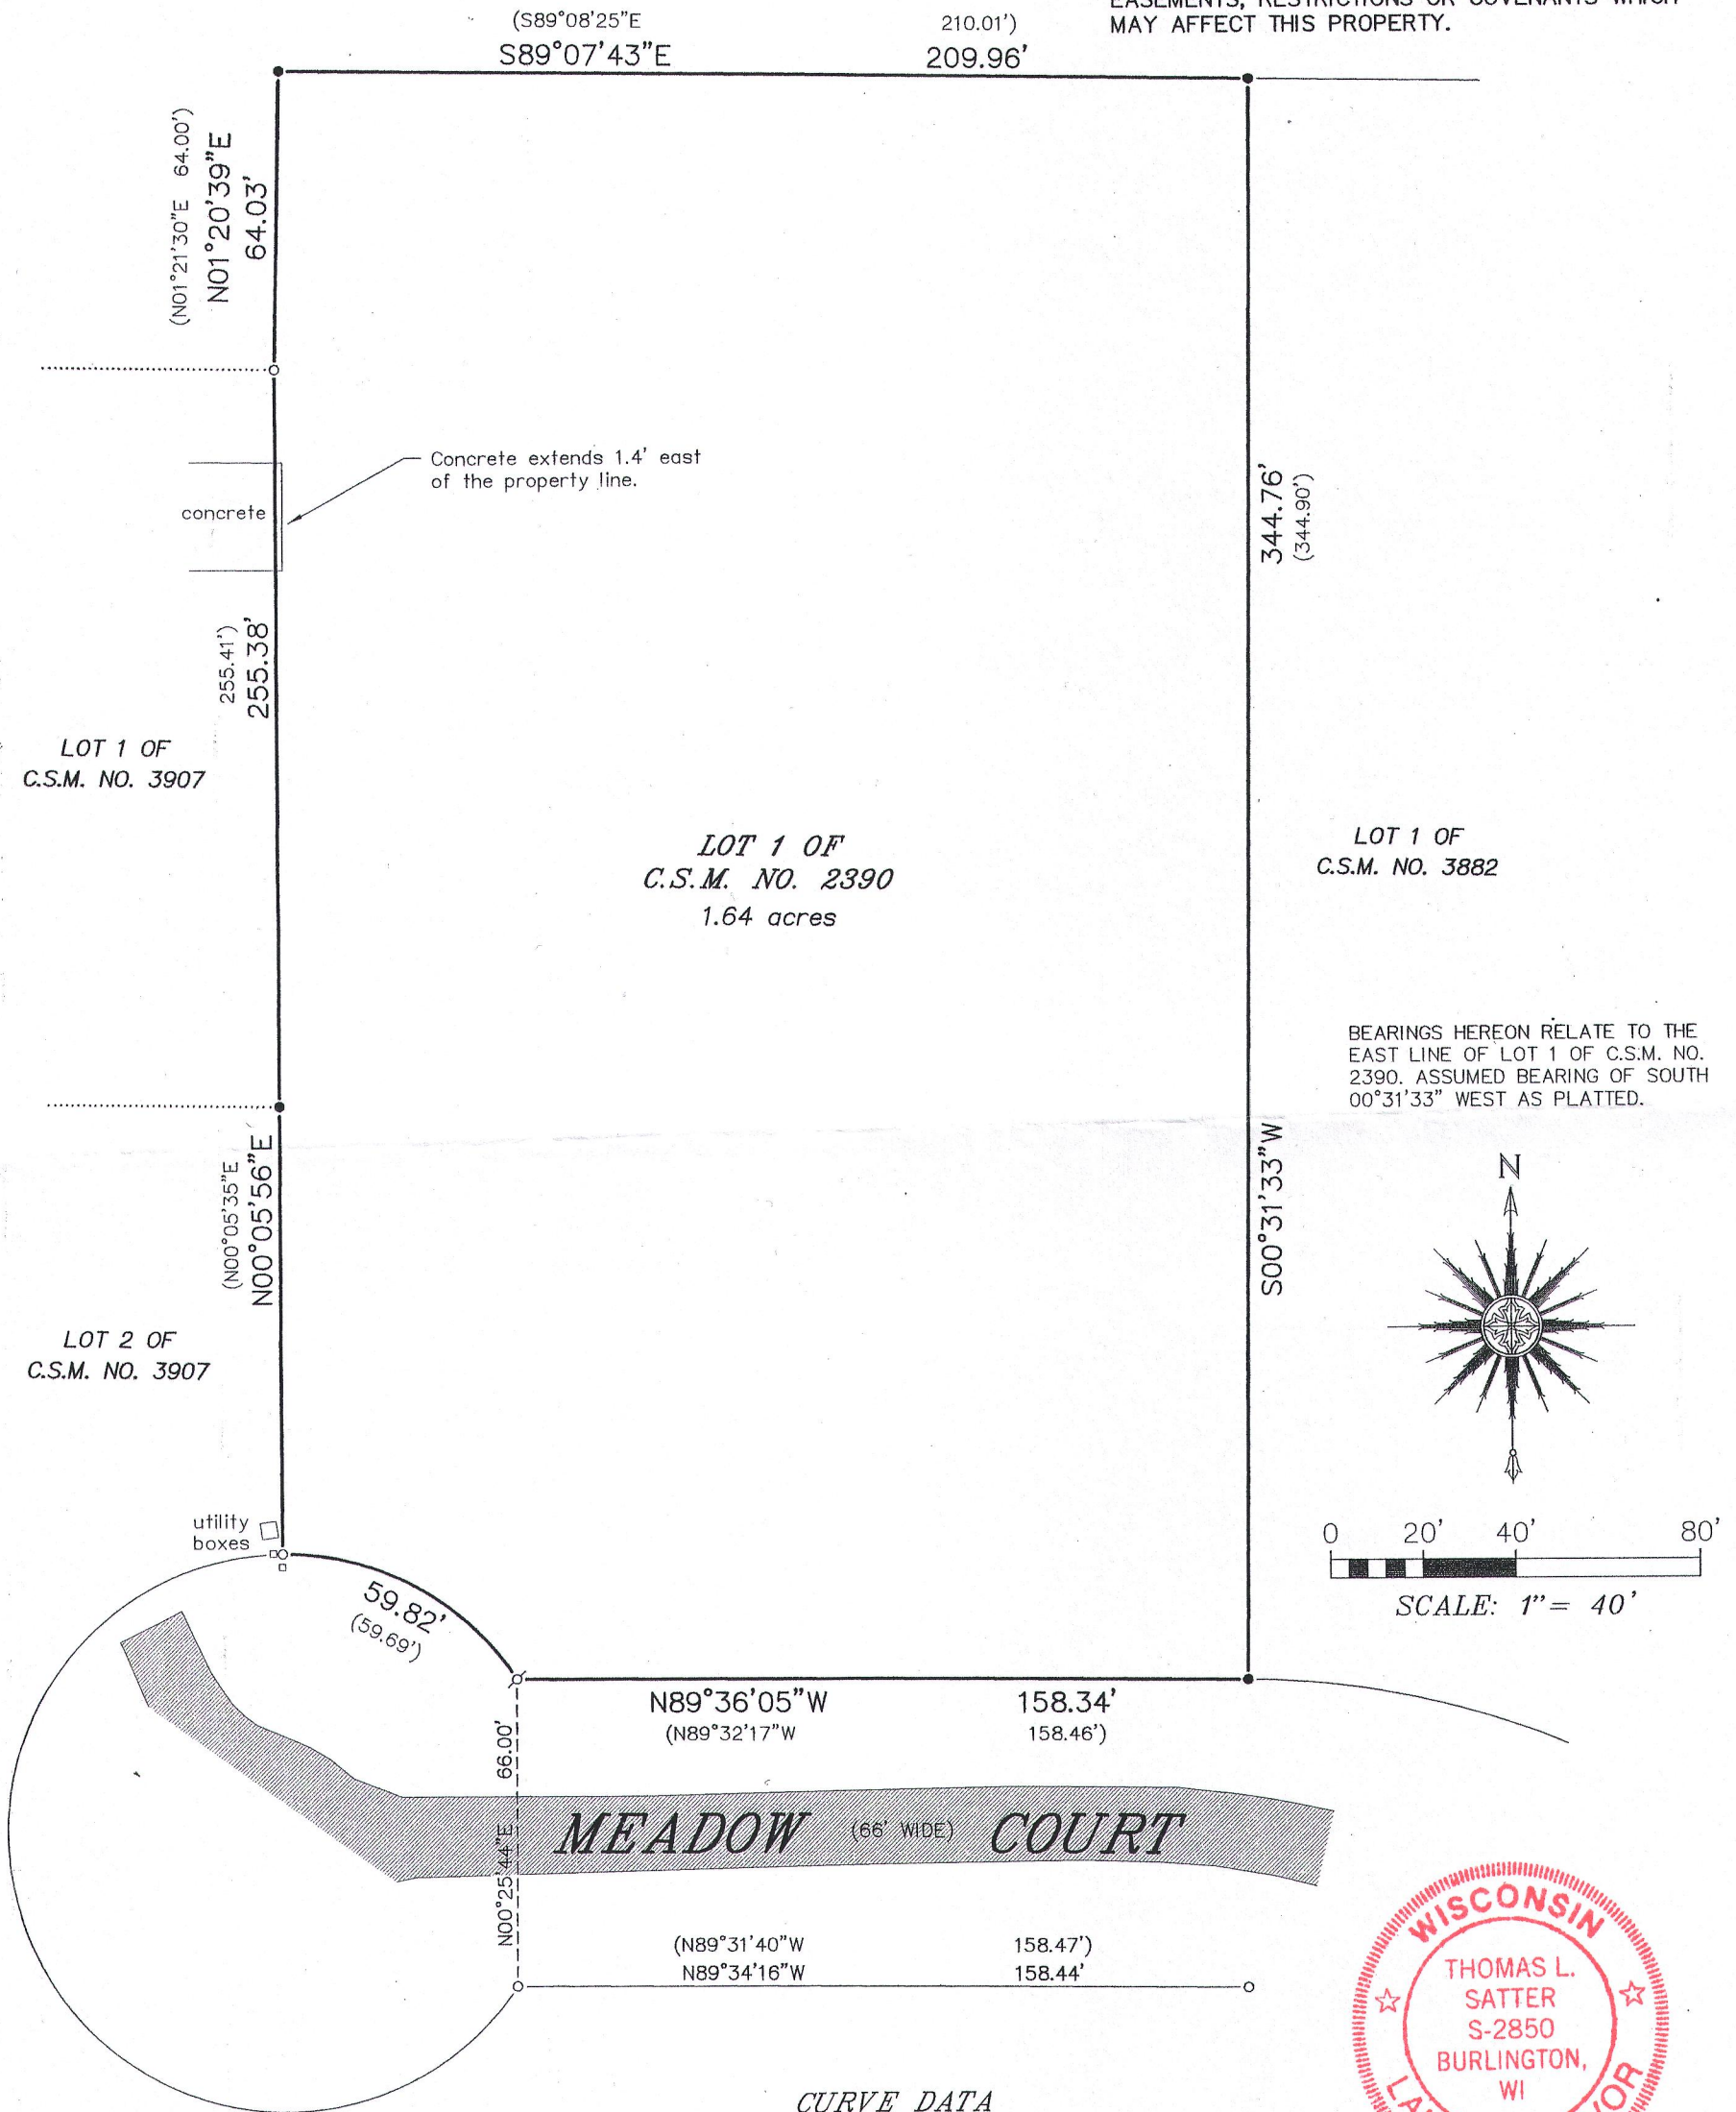 MAY AFFECT THIS PROPERTY.
(S89°08'25"E 210.01')
S89°07'43"E 209.96'
(N01°21'30"E 64.00')
N01°20'39"E
64.03'
Concrete extends 1.4' east
of the property line.
concrete
344.76'
(344.90')
255.41')
255.38'
LOT 1 OF
C.S.M. NO. 3907
LOT 1 OF
C.S.M. NO. 2390
1.64 acres
LOT 1 OF
C.S.M. NO. 3882
BEARINGS HEREON RELATE TO THE
EAST LINE OF LOT 1 OF C.S.M. NO.
2390. ASSUMED BEARING OF SOUTH
00°31'33" WEST AS PLATTED.
(N00°05'35"E
N00°05'56"E
S00°31'33"W
N
LOT 2 OF
C.S.M. NO. 3907
utility
boxes
0 20' 40' 80'
SCALE: 1"= 40'
59.82'
(59.69')
N89°36'05"W 158.34'
(N89°32'17"W 158.46')
N00°25'44"E 66.00'
MEADOW (66' WIDE) COURT
(N89°31'40"W 158.47')
N89°34'16"W 158.44'
WISCONSIN
THOMAS L.
SATTER
S-2850
BURLINGTON,
WI
CURVE DATA